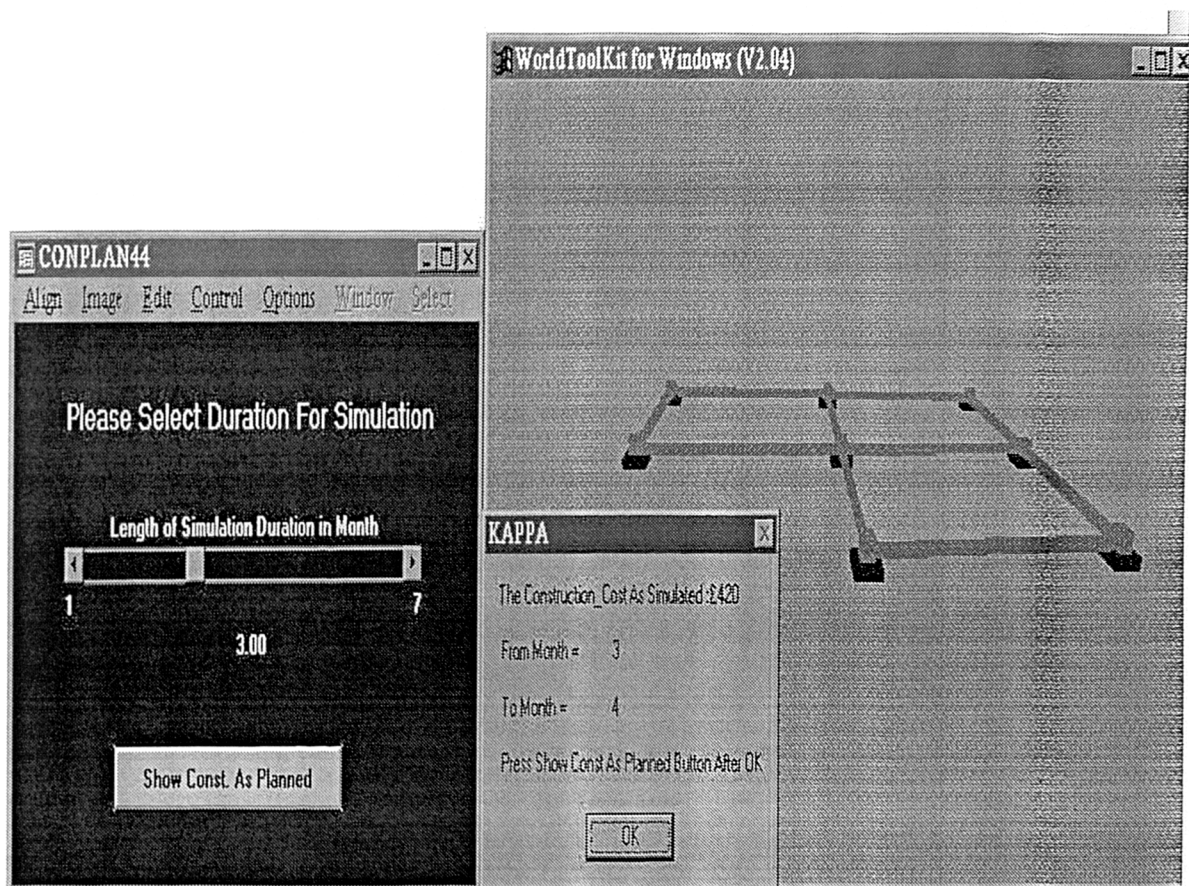 WorldToolKit for Windows (V2.04)
CONPLAN44
Align Image Edit Control Options Window Select
Please Select Duration For Simulation
Length of Simulation Duration in Month
1 7
3.00
Show Const. As Planned
KAPPA
The Construction_Cost As Simulated :£420
From Month = 3
To Month = 4
Press Show Const As Planned Button After OK
OK